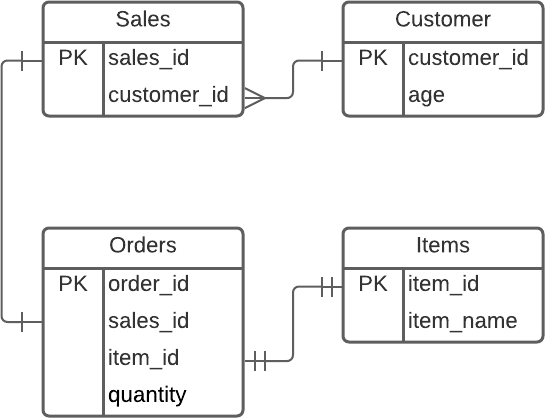 Sales
PK sales_id
customer_id
Customer
PK customer_id
age
Orders
PK order_id
sales_id
item_id
quantity
Items
PK item_id
item_name